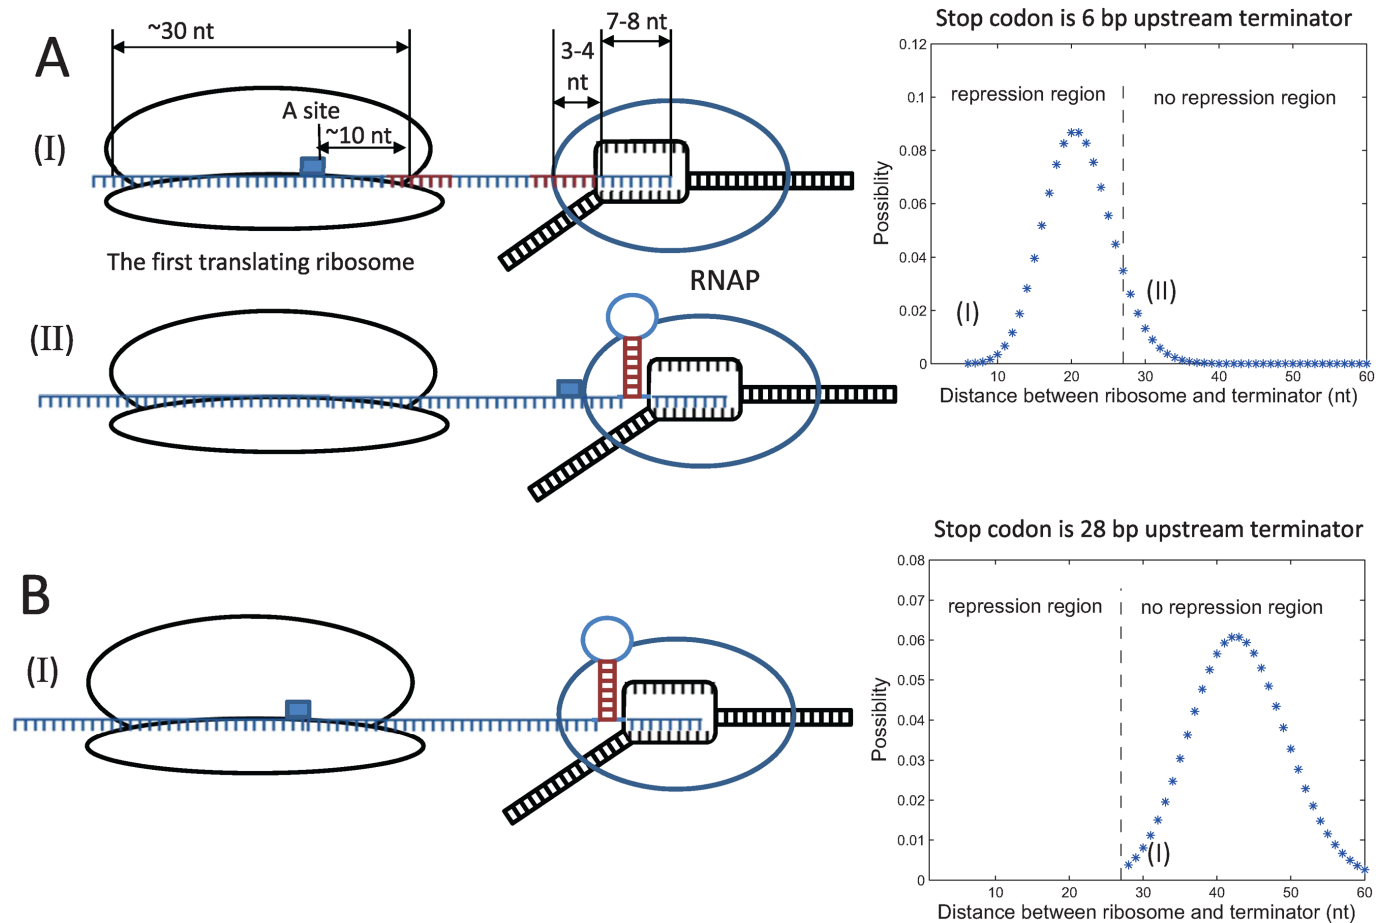 A
~30 nt
7-8 nt
3-4
nt
A site
~10 nt
(I)
The first translating ribosome
RNAP
(II)
Stop codon is 6 bp upstream terminator
0.12
0.1
0.08
0.06
0.04
0.02
0
Possiblity
repression region
no repression region
(I)
(II)
10
20
30
40
50
60
Distance between ribosome and terminator (nt)
B
(I)
Stop codon is 28 bp upstream terminator
0.08
0.07
0.06
0.05
0.04
0.03
0.02
0.01
0
Possiblity
repression region
no repression region
(I)
10
20
30
40
50
60
Distance between ribosome and terminator (nt)